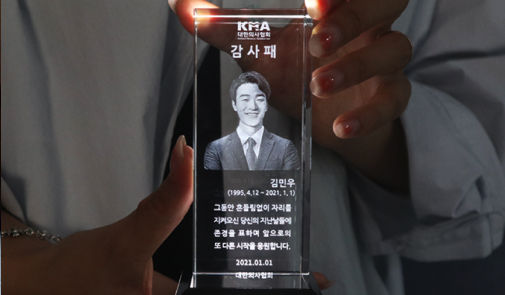 KMA
대한의사협회
감사패
김민우
(1995. 4.12 ~ 2021. 1. 1)
그동안 흔들림없이 자리를
지켜오신 당신의 지난날들에
존경을 표하며 앞으로의
또 다른 시작을 응원합니다.
2021.01.01
대한의사협회